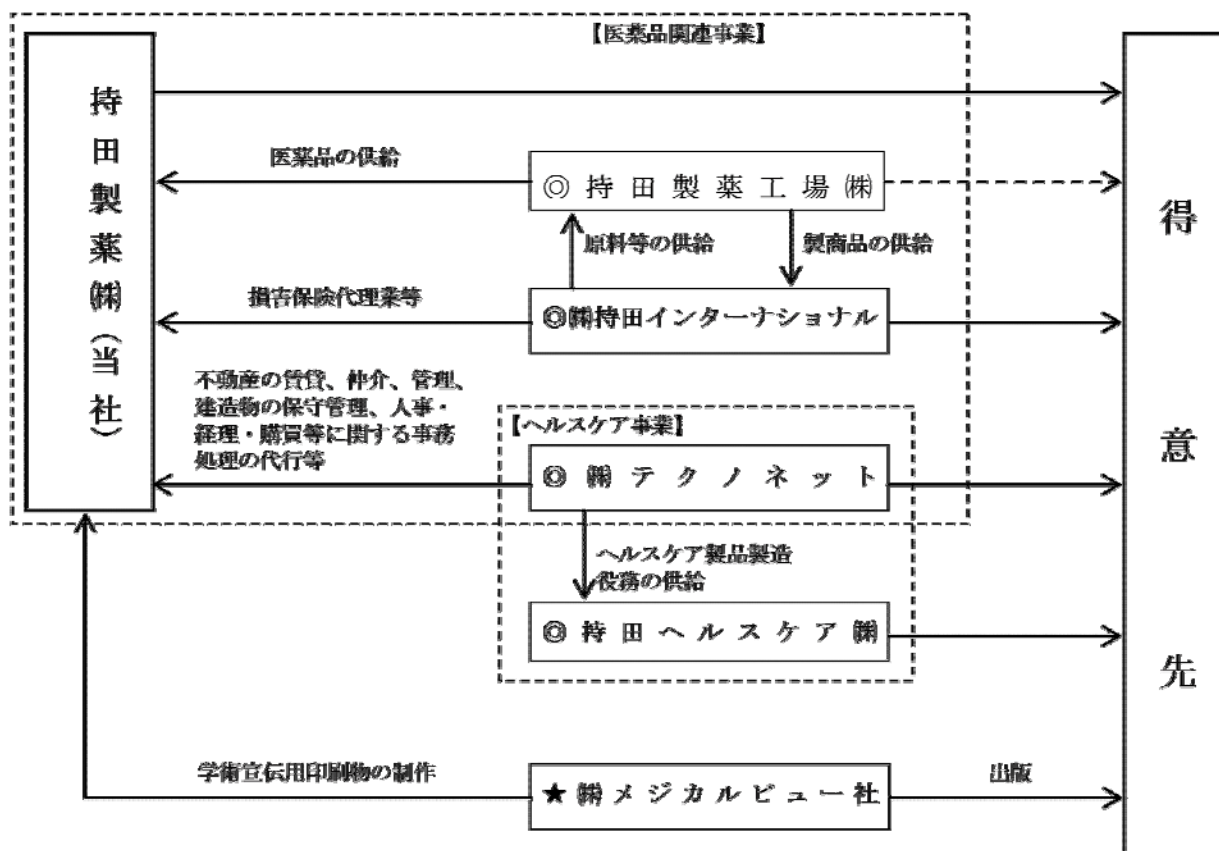 【医薬品関連事業】
持田製薬㈱(当社)
医薬品の供給
◎持田製薬工場㈱
原料等の供給
製商品の供給
損害保険代理業等
◎㈱持田インターナショナル
不動産の賃貸、仲介、管理、
建造物の保守管理、人事・
経理・購買等に関する事務
処理の代行等
【ヘルスケア事業】
◎㈱テクノネット
ヘルスケア製品製造
役務の供給
◎持田ヘルスケア㈱
学術宣伝用印刷物の制作
★㈱メジカルビュー社
出版
得意先